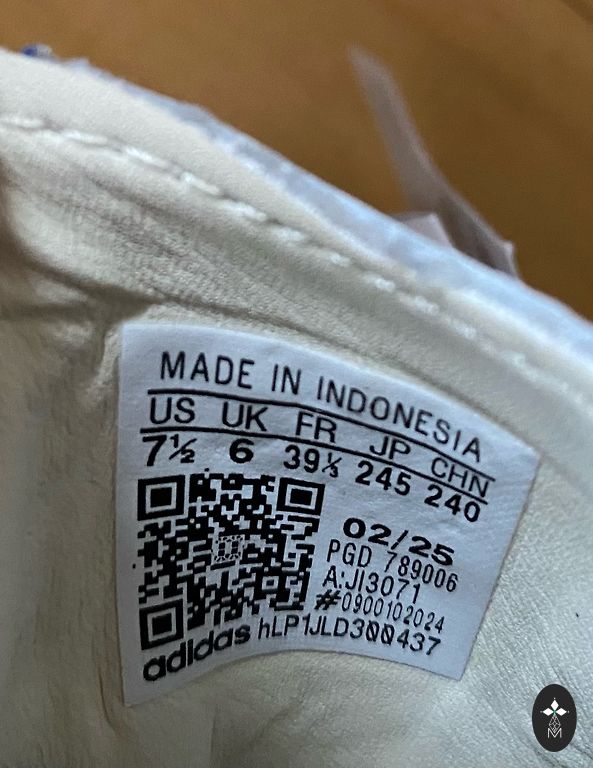 MADE IN INDONESIA
US UK FR JP CHN
7½ 6 39⅓ 245 240
02/25
PGD 789006
A:JI3071
#0900102024
adidas hLP1JLD300437
M